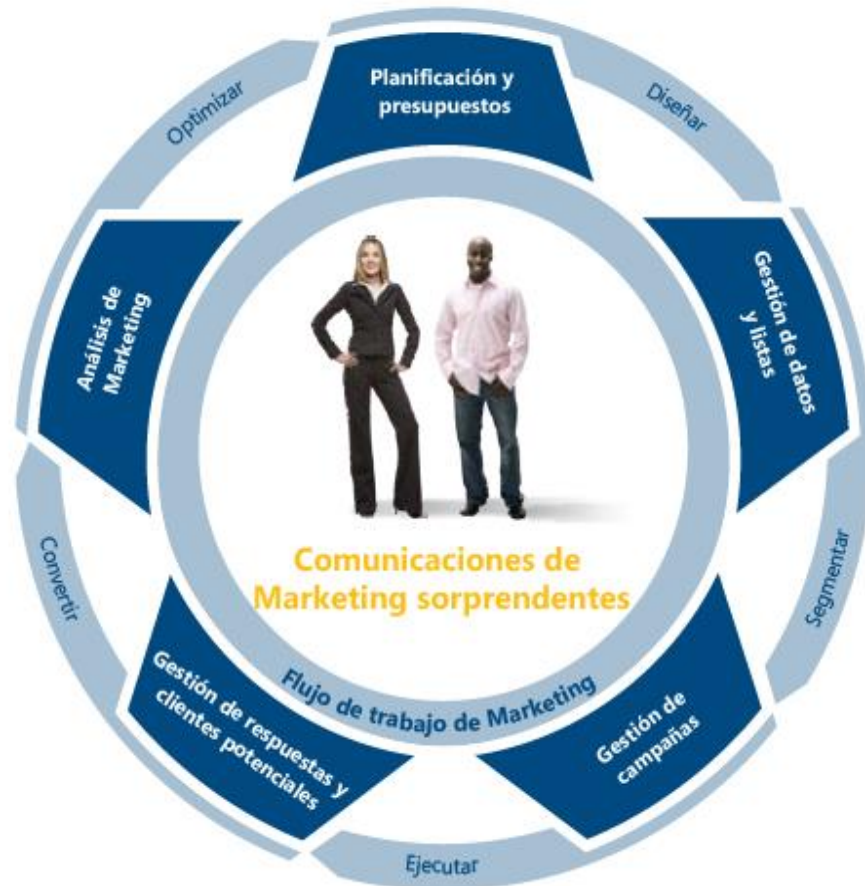 Planificación y
presupuestos
Diseñar
Gestión de datos
y listas
Segmentar
Gestión de
campañas
Ejecutar
Gestión de respuestas y
clientes potenciales
Convertir
Análisis de
Marketing
Optimizar
Comunicaciones de
Marketing sorprendentes
Flujo de trabajo de Marketing